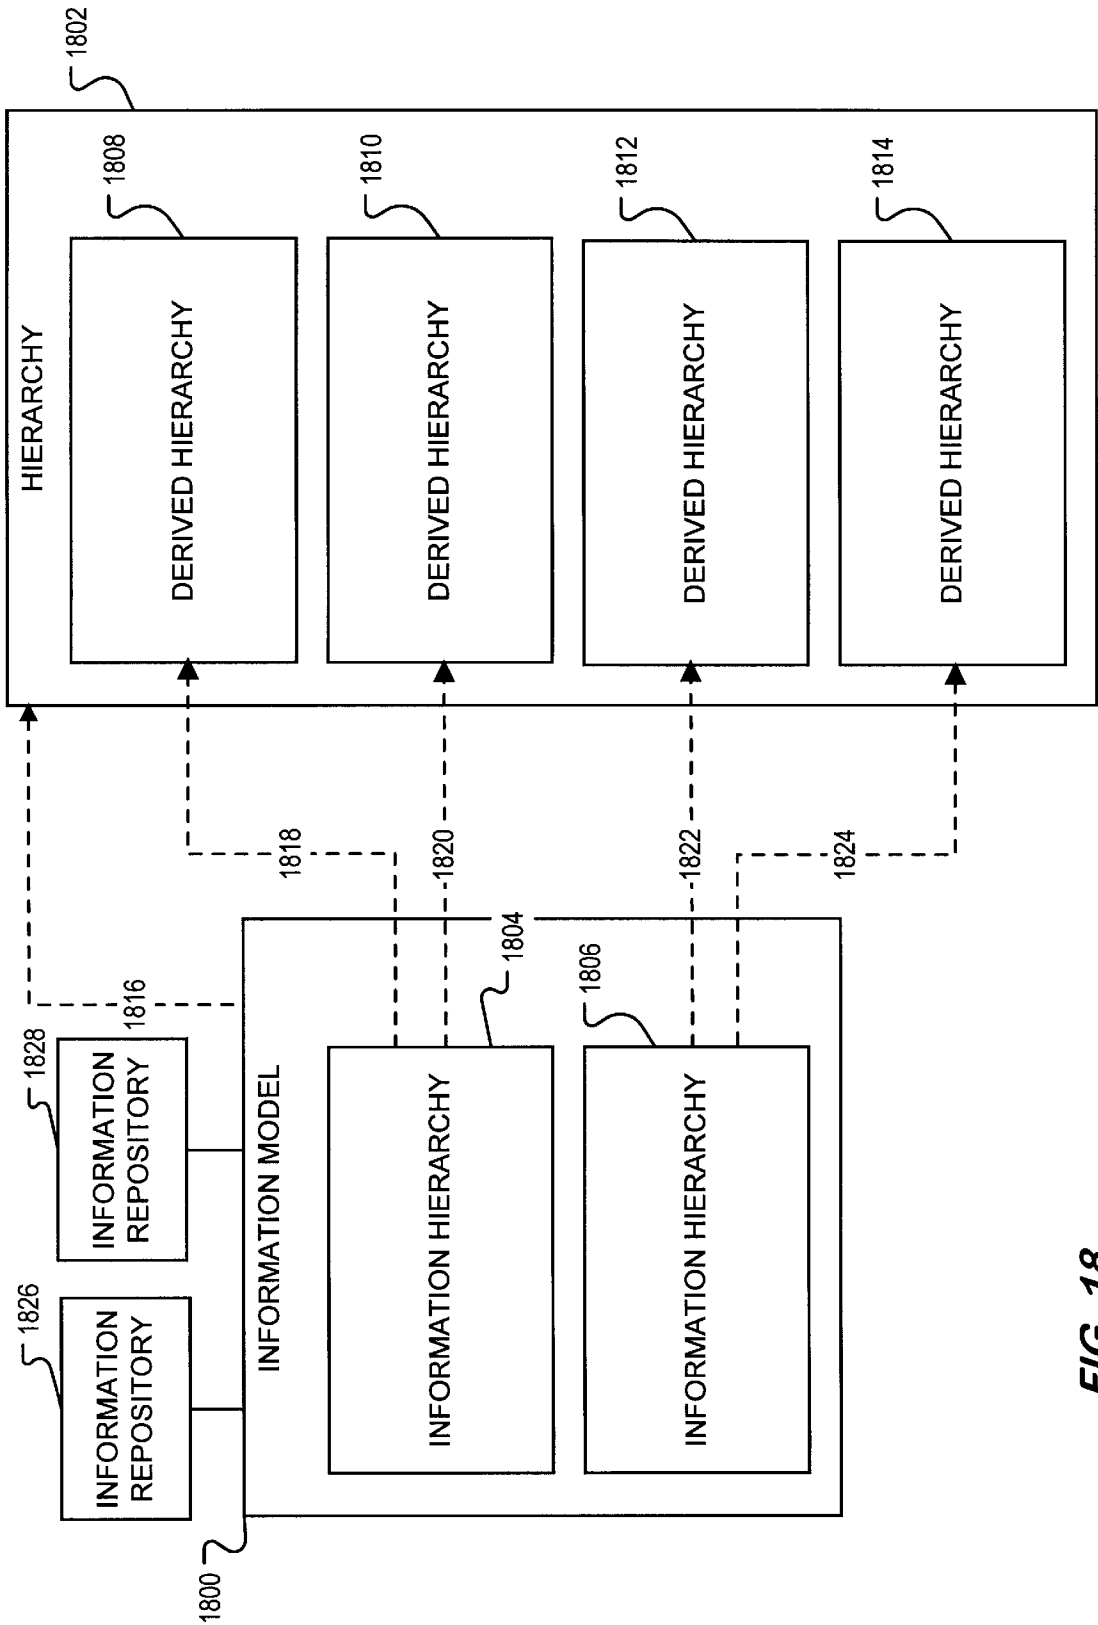 1826
INFORMATION
REPOSITORY
1828
INFORMATION
REPOSITORY
1800
INFORMATION MODEL
INFORMATION HIERARCHY
1804
INFORMATION HIERARCHY
1806
1816
1818
1820
1822
1824
1802
HIERARCHY
DERIVED HIERARCHY
1808
DERIVED HIERARCHY
1810
DERIVED HIERARCHY
1812
DERIVED HIERARCHY
1814
FIG. 18